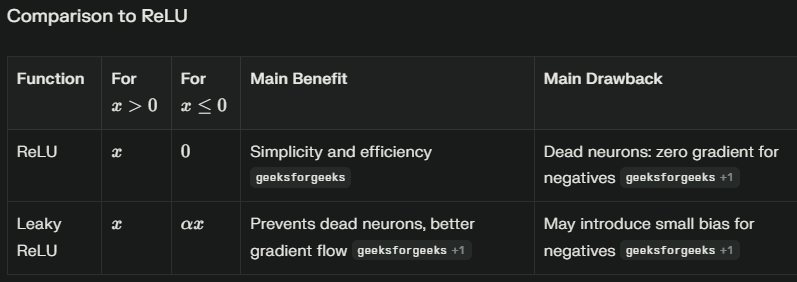 Comparison to ReLU
Function For For Main Benefit Main Drawback
x > 0 x ≤ 0
ReLU x 0 Simplicity and efficiency Dead neurons: zero gradient for
geeksforgeeks negatives geeksforgeeks +1
Leaky x αx Prevents dead neurons, better May introduce small bias for
ReLU gradient flow geeksforgeeks +1 negatives geeksforgeeks +1